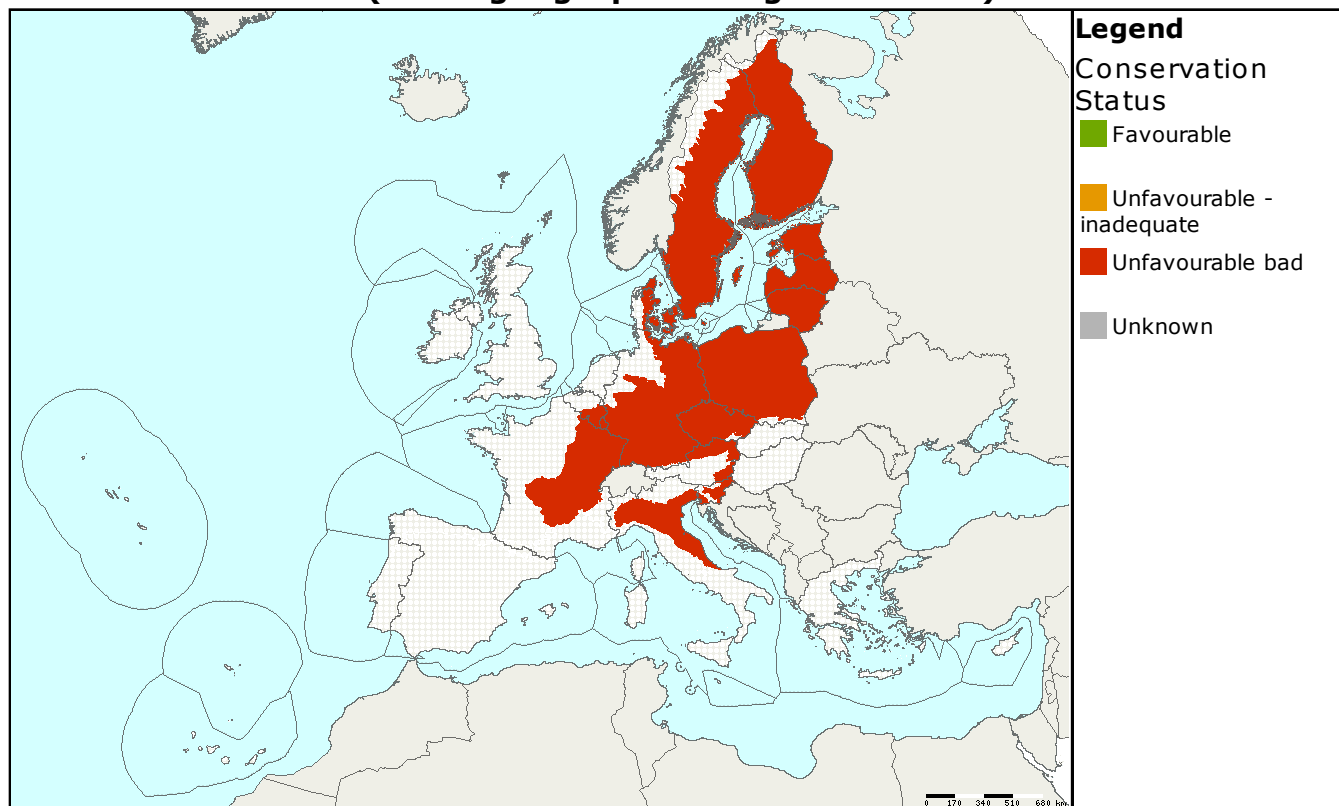 Legend
Conservation
Status
Favourable
Unfavourable -
inadequate
Unfavourable bad
Unknown
0 170 340 510 680 km